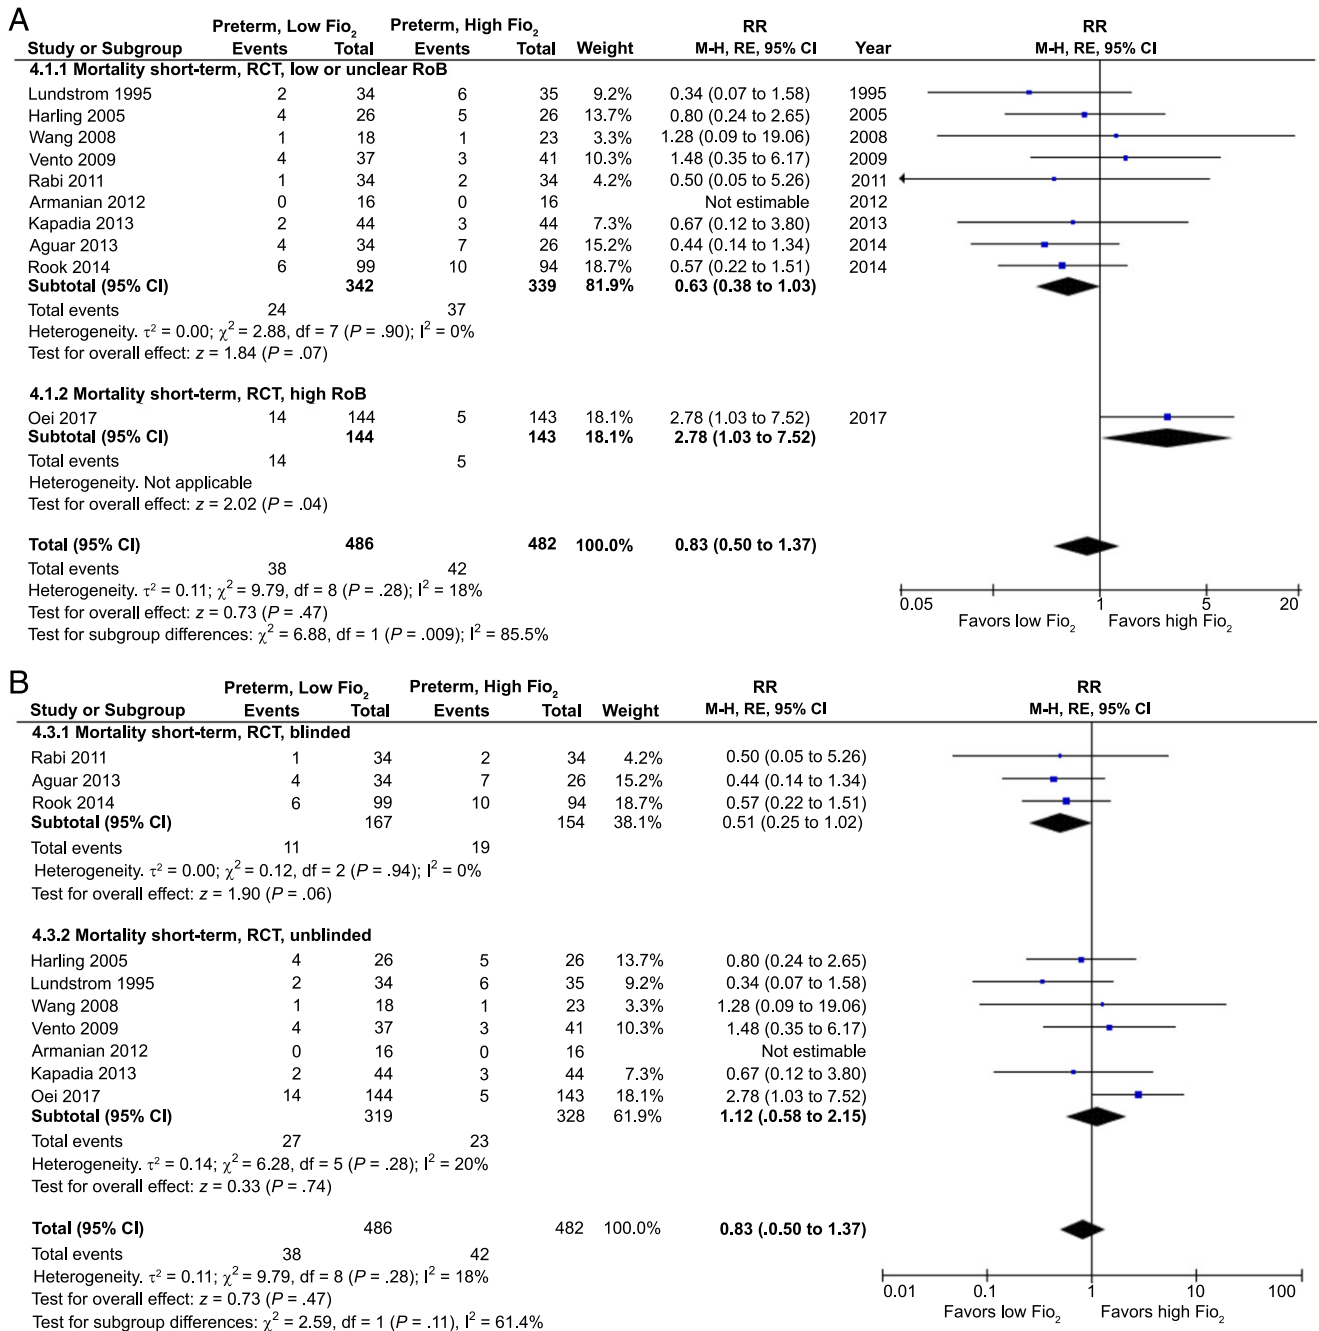 A
Preterm, Low Fio2 Preterm, High Fio2 RR RR
Study or Subgroup Events Total Events Total Weight M-H, RE, 95% CI Year M-H, RE, 95% CI
4.1.1 Mortality short-term, RCT, low or unclear RoB
Lundstrom 1995 2 34 6 35 9.2% 0.34 (0.07 to 1.58) 1995
Harling 2005 4 26 5 26 13.7% 0.80 (0.24 to 2.65) 2005
Wang 2008 1 18 1 23 3.3% 1.28 (0.09 to 19.06) 2008
Vento 2009 4 37 3 41 10.3% 1.48 (0.35 to 6.17) 2009
Rabi 2011 1 34 2 34 4.2% 0.50 (0.05 to 5.26) 2011
Armanian 2012 0 16 0 16 Not estimable 2012
Kapadia 2013 2 44 3 44 7.3% 0.67 (0.12 to 3.80) 2013
Aguar 2013 4 34 7 26 15.2% 0.44 (0.14 to 1.34) 2014
Rook 2014 6 99 10 94 18.7% 0.57 (0.22 to 1.51) 2014
Subtotal (95% CI) 342 339 81.9% 0.63 (0.38 to 1.03)
Total events 24 37
Heterogeneity. τ² = 0.00; χ² = 2.88, df = 7 (P = .90); I² = 0%
Test for overall effect: z = 1.84 (P = .07)
4.1.2 Mortality short-term, RCT, high RoB
Oei 2017 14 144 5 143 18.1% 2.78 (1.03 to 7.52) 2017
Subtotal (95% CI) 144 143 18.1% 2.78 (1.03 to 7.52)
Total events 14 5
Heterogeneity. Not applicable
Test for overall effect: z = 2.02 (P = .04)
Total (95% CI) 486 482 100.0% 0.83 (0.50 to 1.37)
Total events 38 42
Heterogeneity. τ² = 0.11; χ² = 9.79, df = 8 (P = .28); I² = 18%
Test for overall effect: z = 0.73 (P = .47)
Test for subgroup differences: χ² = 6.88, df = 1 (P = .009); I² = 85.5%
0.05 1 5 20
Favors low Fio2 Favors high Fio2
B
Preterm, Low Fio2 Preterm, High Fio2 RR RR
Study or Subgroup Events Total Events Total Weight M-H, RE, 95% CI M-H, RE, 95% CI
4.3.1 Mortality short-term, RCT, blinded
Rabi 2011 1 34 2 34 4.2% 0.50 (0.05 to 5.26)
Aguar 2013 4 34 7 26 15.2% 0.44 (0.14 to 1.34)
Rook 2014 6 99 10 94 18.7% 0.57 (0.22 to 1.51)
Subtotal (95% CI) 167 154 38.1% 0.51 (0.25 to 1.02)
Total events 11 19
Heterogeneity. τ² = 0.00; χ² = 0.12, df = 2 (P = .94); I² = 0%
Test for overall effect: z = 1.90 (P = .06)
4.3.2 Mortality short-term, RCT, unblinded
Harling 2005 4 26 5 26 13.7% 0.80 (0.24 to 2.65)
Lundstrom 1995 2 34 6 35 9.2% 0.34 (0.07 to 1.58)
Wang 2008 1 18 1 23 3.3% 1.28 (0.09 to 19.06)
Vento 2009 4 37 3 41 10.3% 1.48 (0.35 to 6.17)
Armanian 2012 0 16 0 16 Not estimable
Kapadia 2013 2 44 3 44 7.3% 0.67 (0.12 to 3.80)
Oei 2017 14 144 5 143 18.1% 2.78 (1.03 to 7.52)
Subtotal (95% CI) 319 328 61.9% 1.12 (.0.58 to 2.15)
Total events 27 23
Heterogeneity. τ² = 0.14; χ² = 6.28, df = 5 (P = .28); I² = 20%
Test for overall effect: z = 0.33 (P = .74)
Total (95% CI) 486 482 100.0% 0.83 (.0.50 to 1.37)
Total events 38 42
Heterogeneity. τ² = 0.11; χ² = 9.79, df = 8 (P = .28); I² = 18%
Test for overall effect: z = 0.73 (P = .47)
Test for subgroup differences: χ² = 2.59, df = 1 (P = .11), I² = 61.4%
0.01 0.1 1 10 100
Favors low Fio2 Favors high Fio2